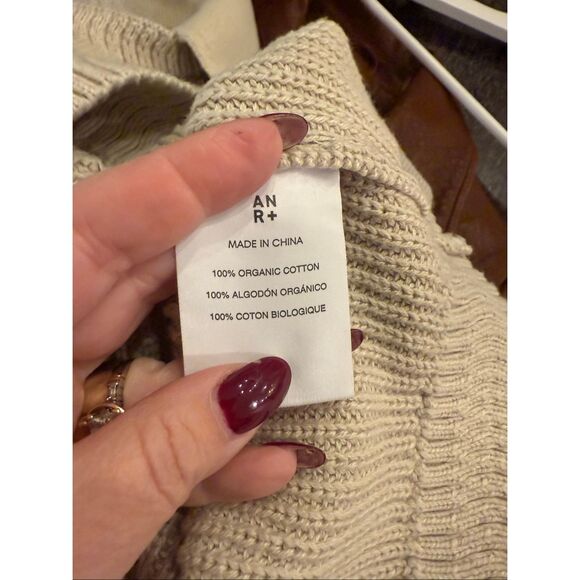 AN
R+
MADE IN CHINA
100% ORGANIC COTTON
100% ALGODÓN ORGÁNICO
100% COTON BIOLOGIQUE